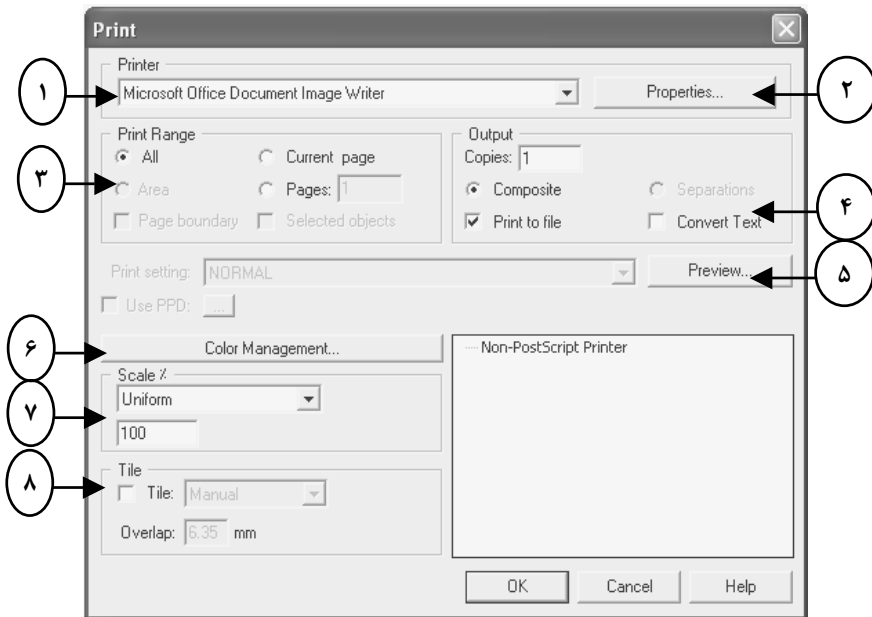 Print
Printer
۱
Microsoft Office Document Image Writer
Properties...
۲
Print Range
All
Current page
۳
Area
Pages: 1
Page boundary
Selected objects
Output
Copies: 1
Composite
Separations
۴
Print to file
Convert Text
Print setting: NORMAL
Preview...
۵
Use PPD: ...
۶
Color Management...
Non-PostScript Printer
Scale %
Uniform
۷
100
۸
Tile
Tile: Manual
Overlap: 6.35 mm
OK
Cancel
Help